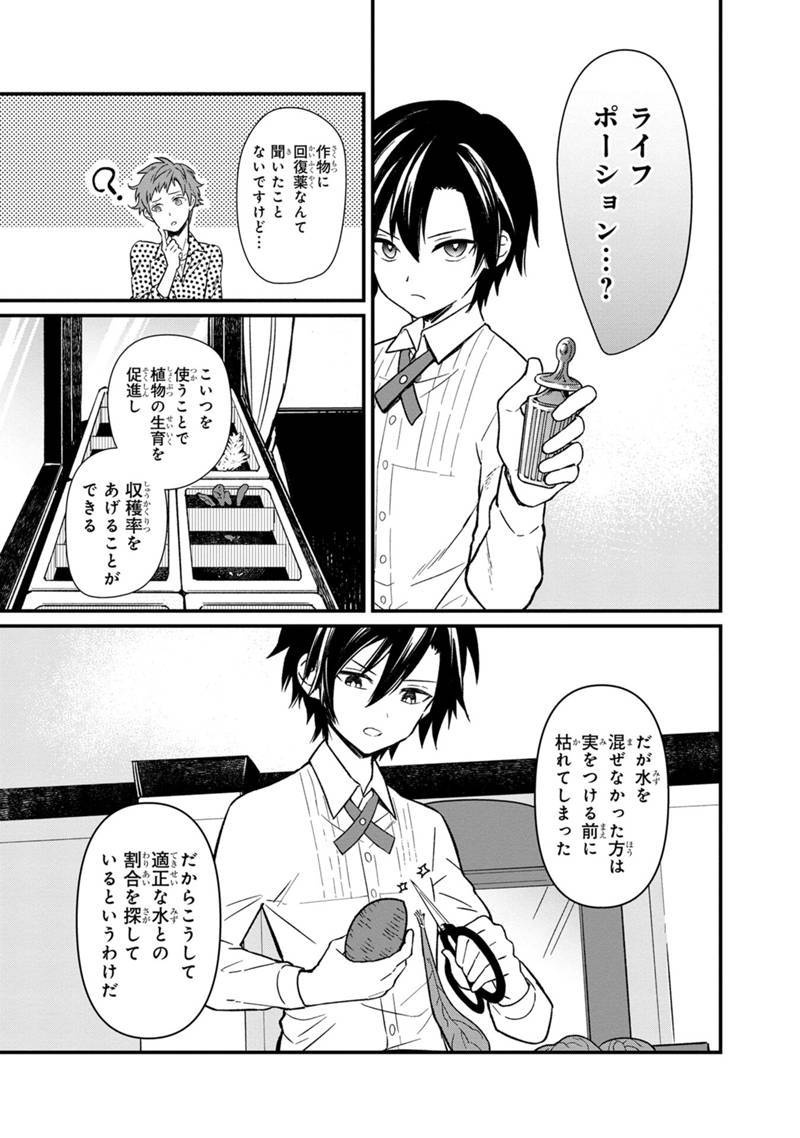 ライフ
ポーション…?
作物に
回復薬なんて
聞いたこと
ないですけど…
こいつを
使うことで
植物の生育を
促進し
収穫率を
あげることが
できる
だが水を
混ぜなかった方は
実をつける前に
枯れてしまった
だからこうして
適正な水との
割合を探して
いるというわけだ